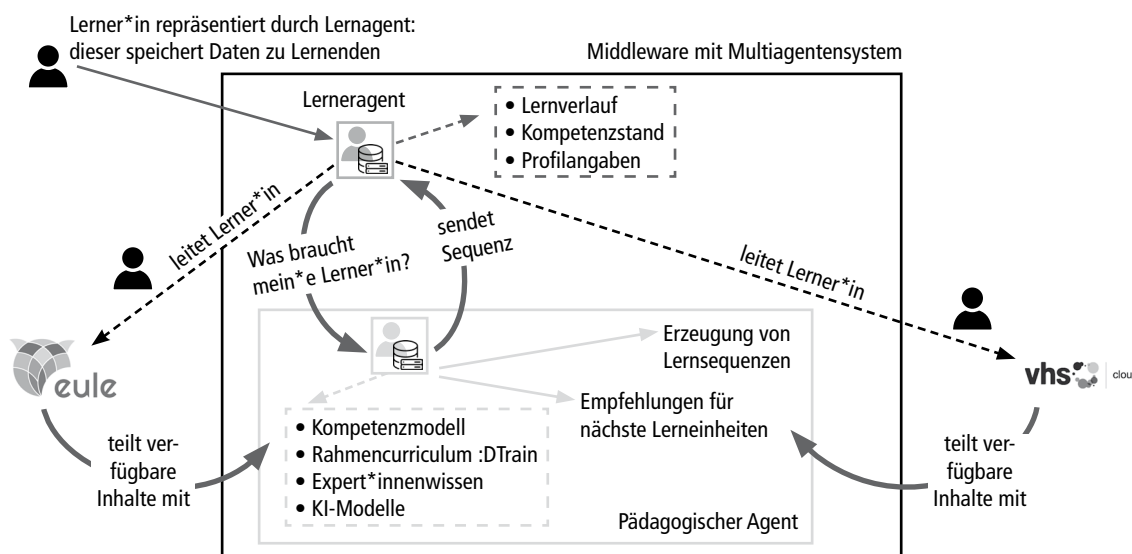 Lerner*in repräsentiert durch Lernagent:
dieser speichert Daten zu Lernenden
Middleware mit Multiagentensystem
Lerneragent
• Lernverlauf
• Kompetenzstand
• Profilangaben
leitet Lerner*in
Was braucht
mein*e Lerner*in?
sendet
Sequenz
leitet Lerner*in
Erzeugung von
Lernsequenzen
eule
vhs
clou
Empfehlungen für
nächste Lerneinheiten
• Kompetenzmodell
• Rahmencurriculum :DTrain
• Expert*innenwissen
• KI-Modelle
teilt ver-
fügbare
Inhalte mit
teilt ver-
fügbare
Inhalte mit
Pädagogischer Agent